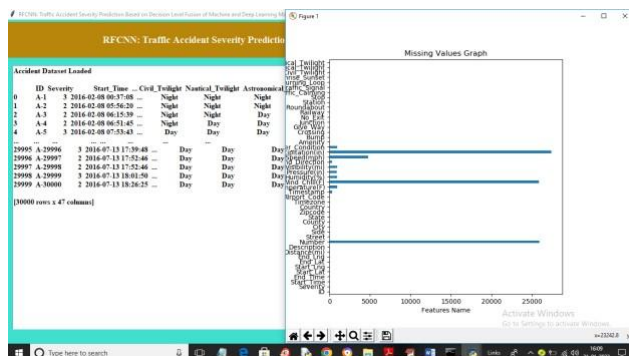 RFCNN: Traffic Accident Severity Prediction Based on Decision Level Fusion of Machine and Deep Learning M
RFCNN: Traffic Accident Severity Predictio
Accident Dataset Loaded
ID Severity Start_Time ... Civil_Twilight Nautical_Twilight Astronomical
0 A-1 3 2016-02-08 00:37:08 ... Night Night Night
1 A-2 2 2016-02-08 05:56:20 ... Night Night Night
2 A-3 2 2016-02-08 06:15:39 ... Night Night Day
3 A-4 2 2016-02-08 06:51:45 ... Night Day Day
4 A-5 3 2016-02-08 07:53:43 ... Day Day Day
... ... ... ... ... ... ...
29995 A-29996 3 2016-07-13 17:39:48 ... Day Day Day
29996 A-29997 2 2016-07-13 17:52:46 ... Day Day Day
29997 A-29998 2 2016-07-13 17:52:46 ... Day Day Day
29998 A-29999 3 2016-07-13 18:01:50 ... Day Day Day
29999 A-30000 2 2016-07-13 18:26:25 ... Day Day Day
[30000 rows x 47 columns]
Figure 1
Missing Values Graph
Roundabout
Station
Railway
No_Exit
Junction
Give_Way
Crossing
Bump
Amenity
Timestamp
Airport_Code
Timezone
Country
Zipcode
State
County
City
Side
Street
Number
Description
Distance(mi)
End_Lng
End_Lat
Start_Lng
Start_Lat
End_Time
Start_Time
Severity
ID
0 5000 10000 15000 20000 25000
Features Name
Activate Windows
Go to Settings to activate Windows.
x=23242.8
Type here to search
Links
16:09